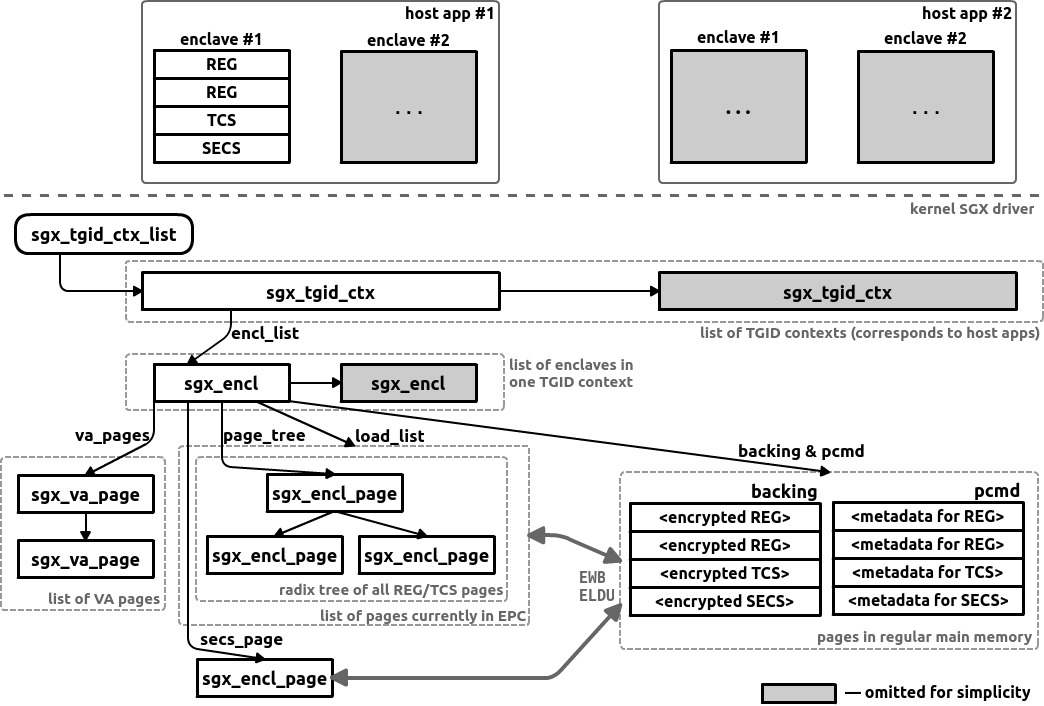 host app #1
enclave #1
enclave #2
REG
REG
TCS
SECS
...
host app #2
enclave #1
enclave #2
...
...
kernel SGX driver
sgx_tgid_ctx_list
sgx_tgid_ctx
sgx_tgid_ctx
list of TGID contexts (corresponds to host apps)
encl_list
sgx_encl
sgx_encl
list of enclaves in
one TGID context
va_pages
page_tree
load_list
backing & pcmd
sgx_va_page
sgx_va_page
list of VA pages
sgx_encl_page
sgx_encl_page
sgx_encl_page
radix tree of all REG/TCS pages
list of pages currently in EPC
EWB
ELDU
backing
<encrypted REG>
<encrypted REG>
<encrypted TCS>
<encrypted SECS>
pcmd
<metadata for REG>
<metadata for REG>
<metadata for TCS>
<metadata for SECS>
pages in regular main memory
secs_page
sgx_encl_page
— omitted for simplicity